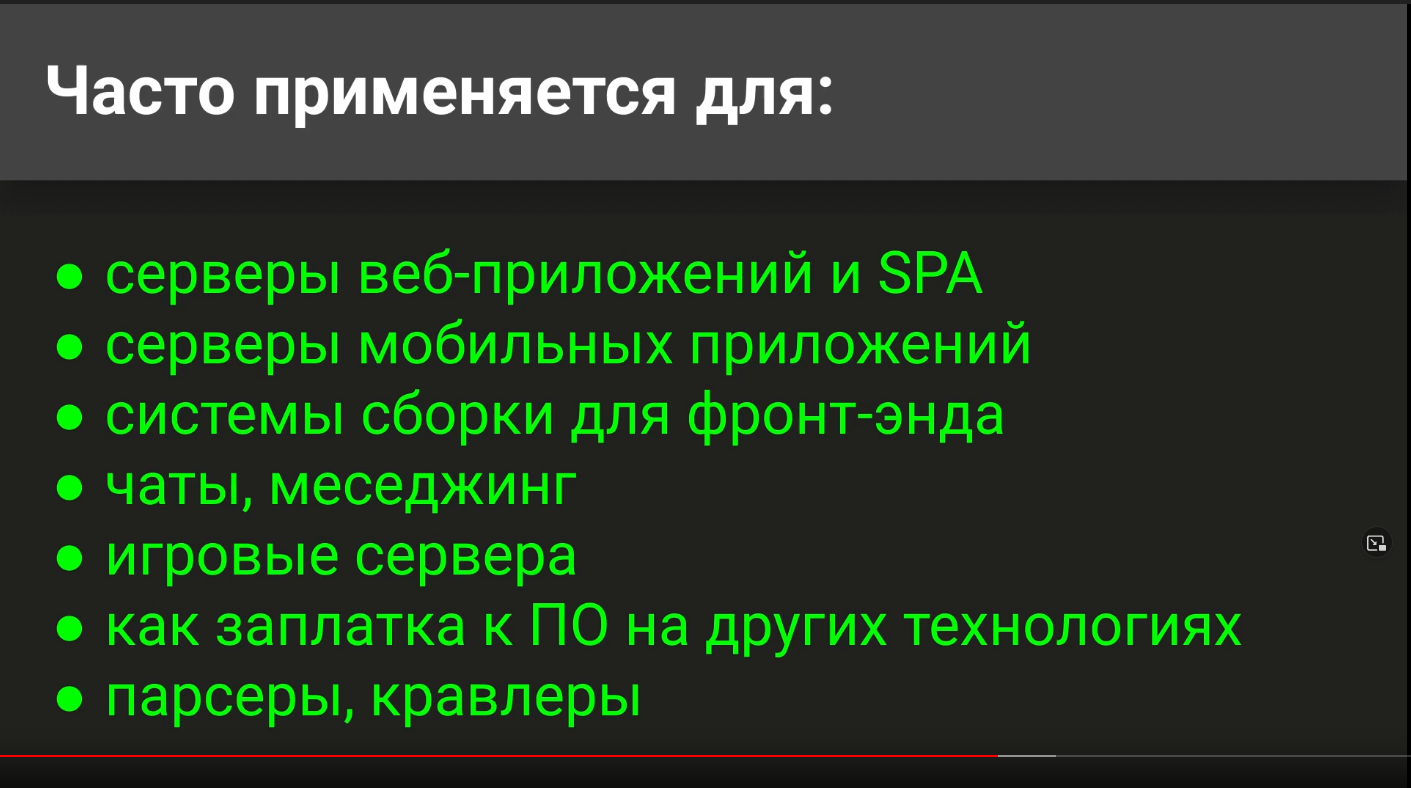 Часто применяется для:
● серверы веб-приложений и SPA
● серверы мобильных приложений
● системы сборки для фронт-энда
● чаты, меседжинг
● игровые сервера
● как заплатка к ПО на других технологиях
● парсеры, кравлеры